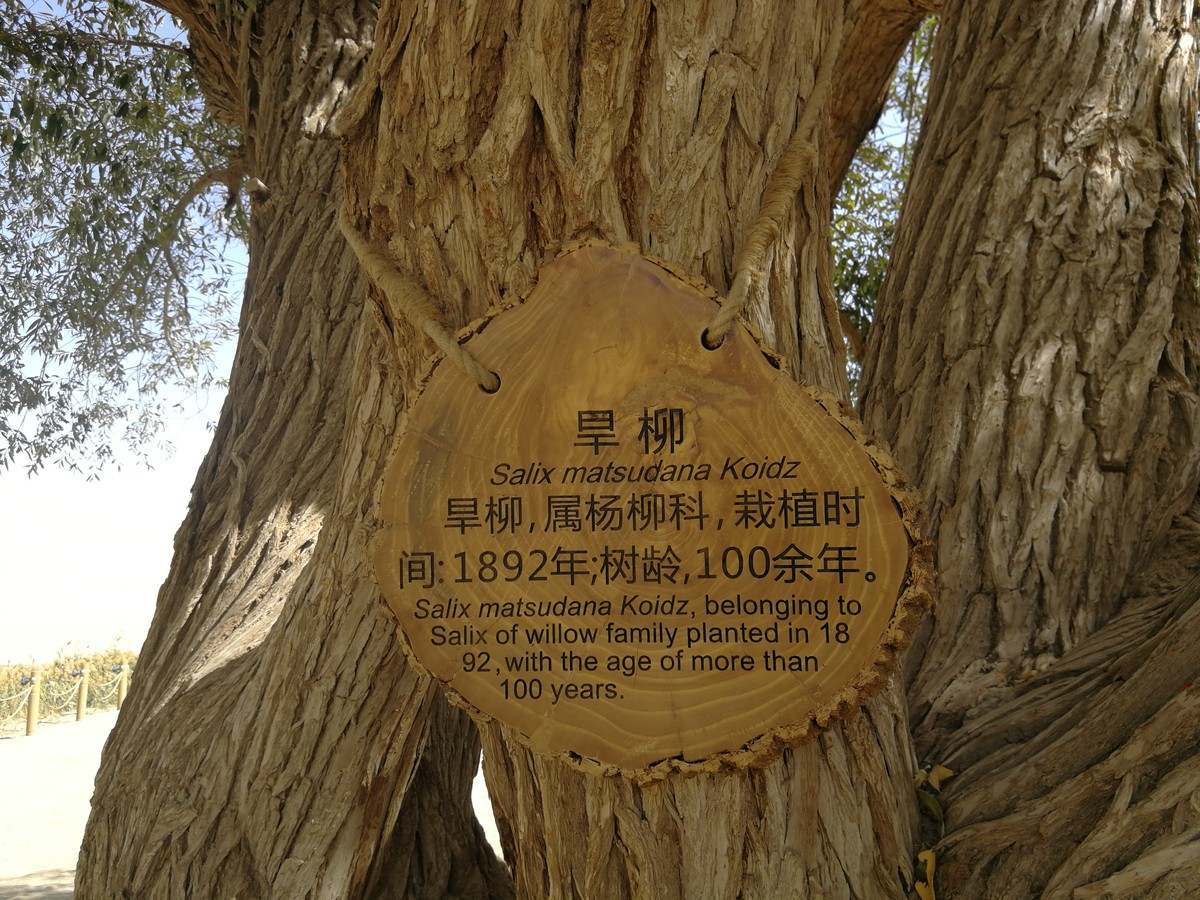 旱柳
Salix matsudana Koidz
旱柳,属杨柳科,栽植时
间:1892年;树龄,100余年。
Salix matsudana Koidz, belonging to
Salix of willow family planted in 18
92,with the age of more than
100 years.